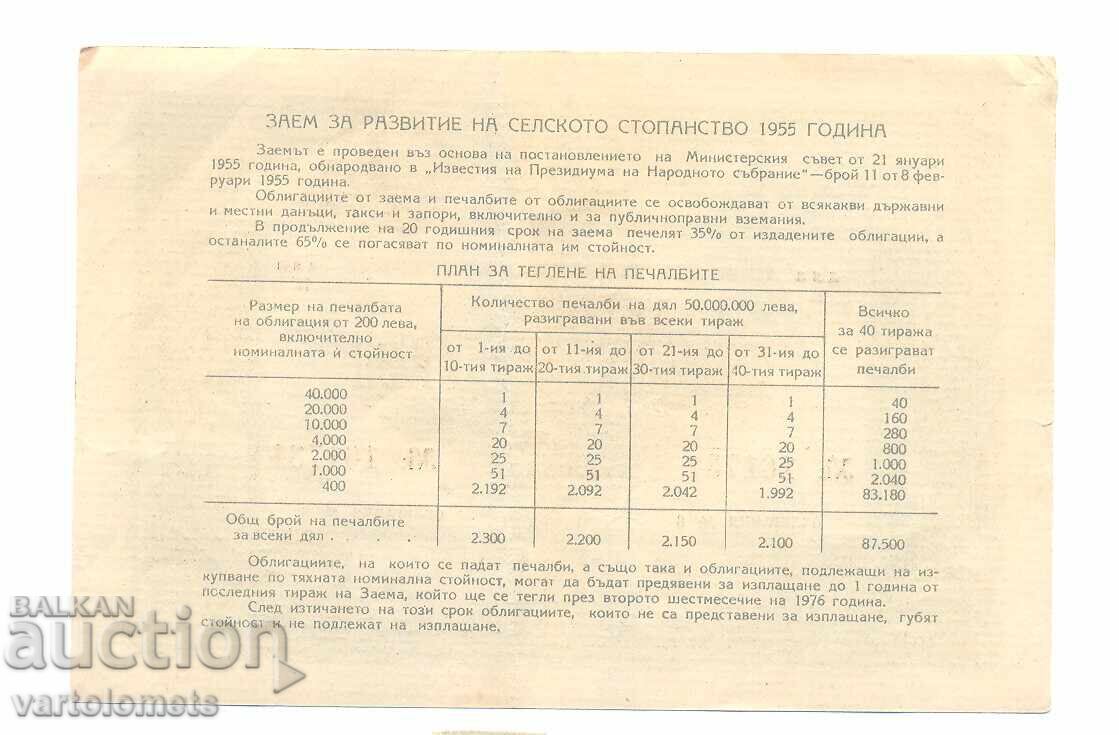 ЗАЕМ ЗА РАЗВИТИЕ НА СЕЛСКОТО СТОПАНСТВО 1955 ГОДИНА
Заемът е проведен въз основа на постановлението на Министерския съвет от 21 януари
1955 година, обнародвано в „Известия на Президиума на Народното събрание“—брой 11 от 8 фев-
руари 1955 година.
Облигациите от заема и печалбите от облигациите се освобождават от всякакви държавни
и местни данъци, такси и запори, включително и за публичноправни вземания.
В продължение на 20 годишния срок на заема печелят 35% от издадените облигации, а
останалите 65% се погасяват по номиналната им стойност.
ПЛАН ЗА ТЕГЛЕНЕ НА ПЕЧАЛБИТЕ
Размер на печалбата
на облигация от 200 лева,
включително
номиналната ѝ стойност
Количество печалби на дял 50.000.000 лева,
разигравани във всеки тираж
от 1-ия до
10-тия тираж
от 11-ия до
20-тия тираж
от 21-ия до
30-тия тираж
от 31-ия до
40-тия тираж
Всичко
за 40 тиража
се разиграват
печалби
40.000 1 1 1 1 40
20.000 4 4 4 4 160
10.000 7 7 7 7 280
4,000 20 20 20 20 800
2.000 25 25 25 25 1.000
1.000 51 51 51 51 2.040
400 2.192 2.092 2.042 1.992 83.180
Общ брой на печалбите
за всеки дял . . . . 2.300 2.200 2.150 2.100 87.500
Облигациите, на които се падат печалби, а също така и облигациите, подлежащи на из-
купване по тяхната номинална стойност, могат да бъдат предявени за изплащане до 1 година от
последния тираж на Заема, който ще се тегли през второто шестмесечие на 1976 година.
След изтичането на този срок облигациите, които не са представени за изплащане, губят
стойност и не подлежат на изплащане.
BALKAN
auction
vartolomets